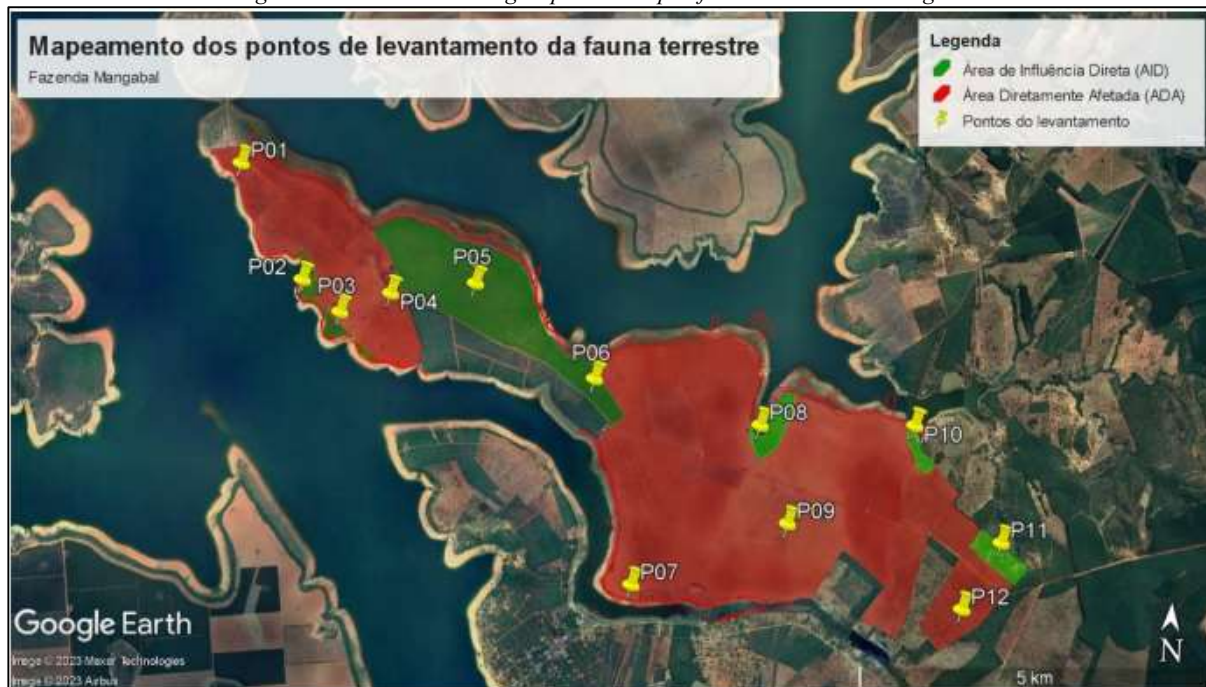 Mapeamento dos pontos de levantamento da fauna terrestre
Fazenda Mangabal
Legenda
Área de Influência Direta (AID)
Área Diretamente Afetada (ADA)
Pontos do levantamento
P01
P02
P03
P04
P05
P06
P07
P08
P09
P10
P11
P12
Google Earth
Image © 2023 Maxar Technologies
Image © 2023 Airbus
N
5 km